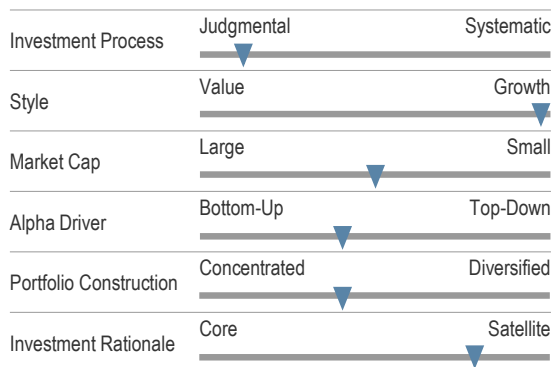 Investment Process Judgmental Systematic
Style Value Growth
Market Cap Large Small
Alpha Driver Bottom-Up Top-Down
Portfolio Construction Concentrated Diversified
Investment Rationale Core Satellite